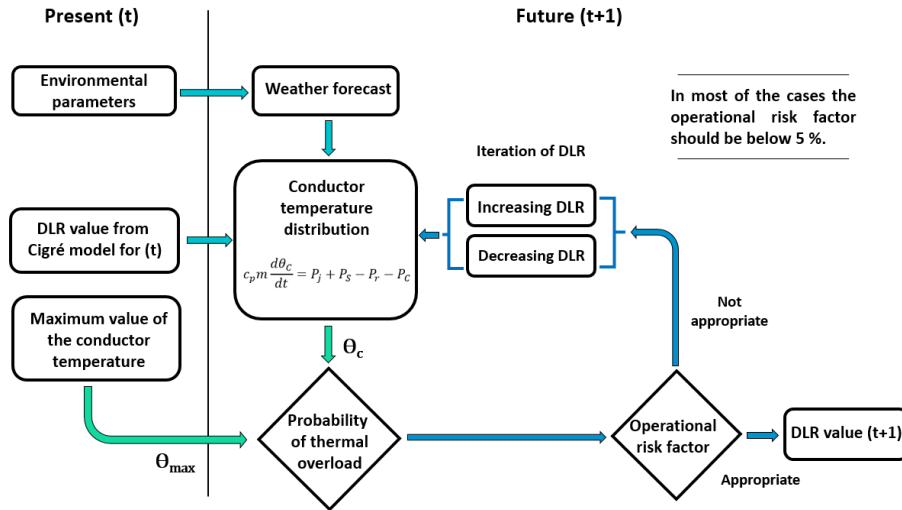 Present (t)
Future (t+1)
Environmental
parameters
Weather forecast
In most of the cases the
operational risk factor
should be below 5 %.
Iteration of DLR
Conductor
temperature
distribution
c_p m dθ_C/dt = P_j + P_S − P_r − P_C
Increasing DLR
Decreasing DLR
DLR value from
Cigré model for (t)
Maximum value of
the conductor
temperature
Not
appropriate
Θ_c
Probability
of thermal
overload
Θ_max
Operational
risk factor
DLR value (t+1)
Appropriate